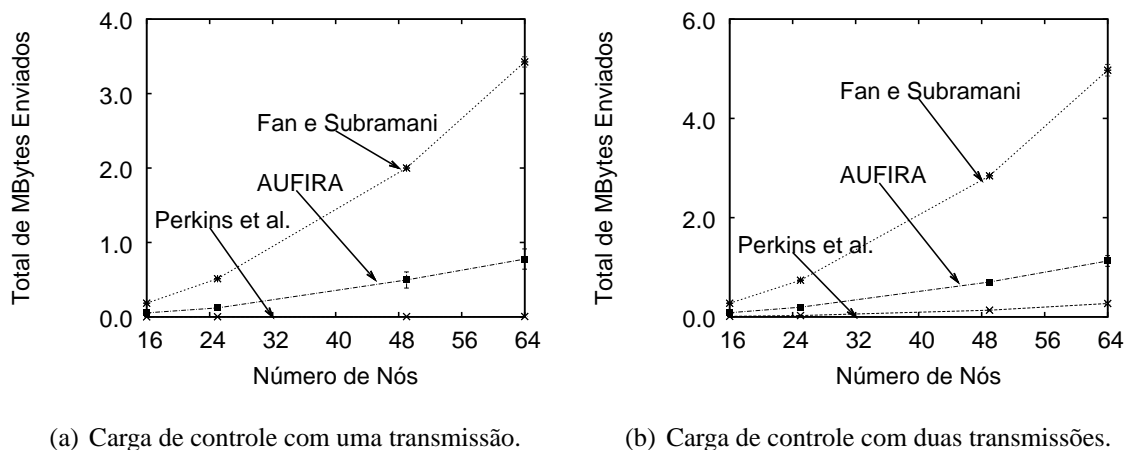 Total de MBytes Enviados
4.0
3.0
2.0
1.0
0.0
Fan e Subramani
AUFIRA
Perkins et al.
16 24 32 40 48 56 64
Número de Nós
(a) Carga de controle com uma transmissão.
Total de MBytes Enviados
6.0
4.0
2.0
0.0
Fan e Subramani
AUFIRA
Perkins et al.
16 24 32 40 48 56 64
Número de Nós
(b) Carga de controle com duas transmissões.